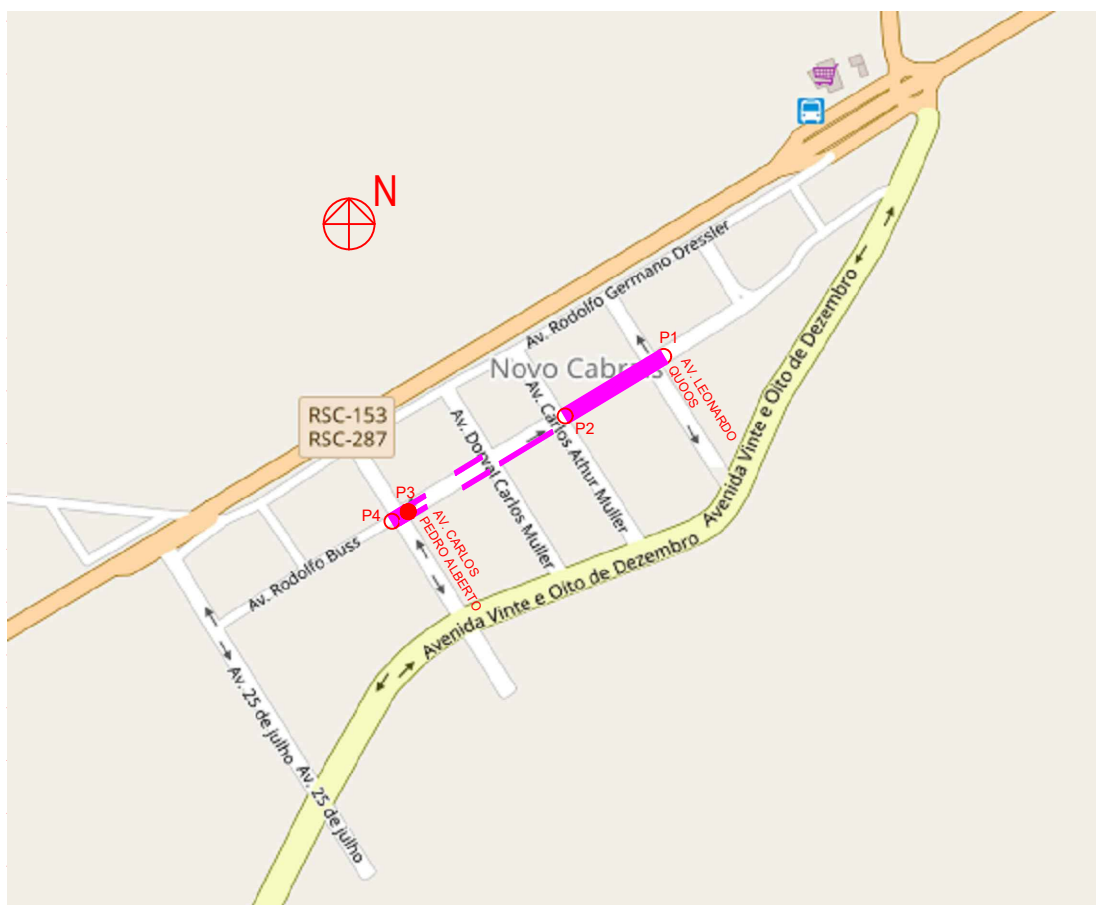 N
Av. Rodolfo Germano Dressler
P1
Novo Cabrais
AV. LEONARDO
QUOOS
Av. Carlos Athur Muller
P2
RSC-153
RSC-287
Av. Dorval Carlos Muller
Avenida Vinte e Oito de Dezembro
P3
P4
AV. CARLOS
PEDRO ALBERTO
Av. Rodolfo Buss
Avenida Vinte e Oito de Dezembro
Av. 25 de julho
Av. 25 de julho